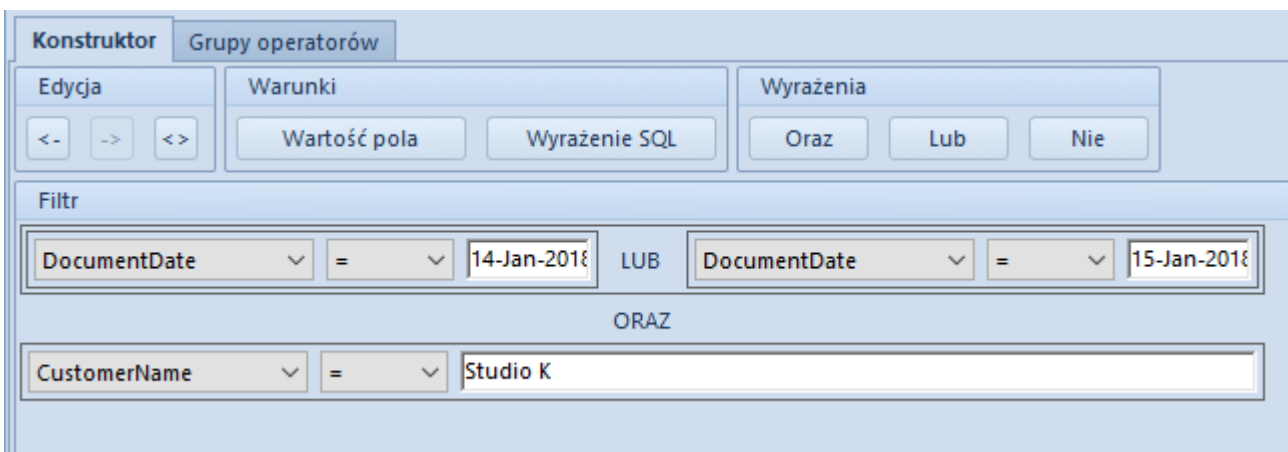 Konstruktor Grupy operatorów
Edycja Warunki Wyrażenia
<- -> <> Wartość pola Wyrażenie SQL Oraz Lub Nie
Filtr
DocumentDate = 14-Jan-2018 LUB DocumentDate = 15-Jan-2018
ORAZ
CustomerName = Studio K